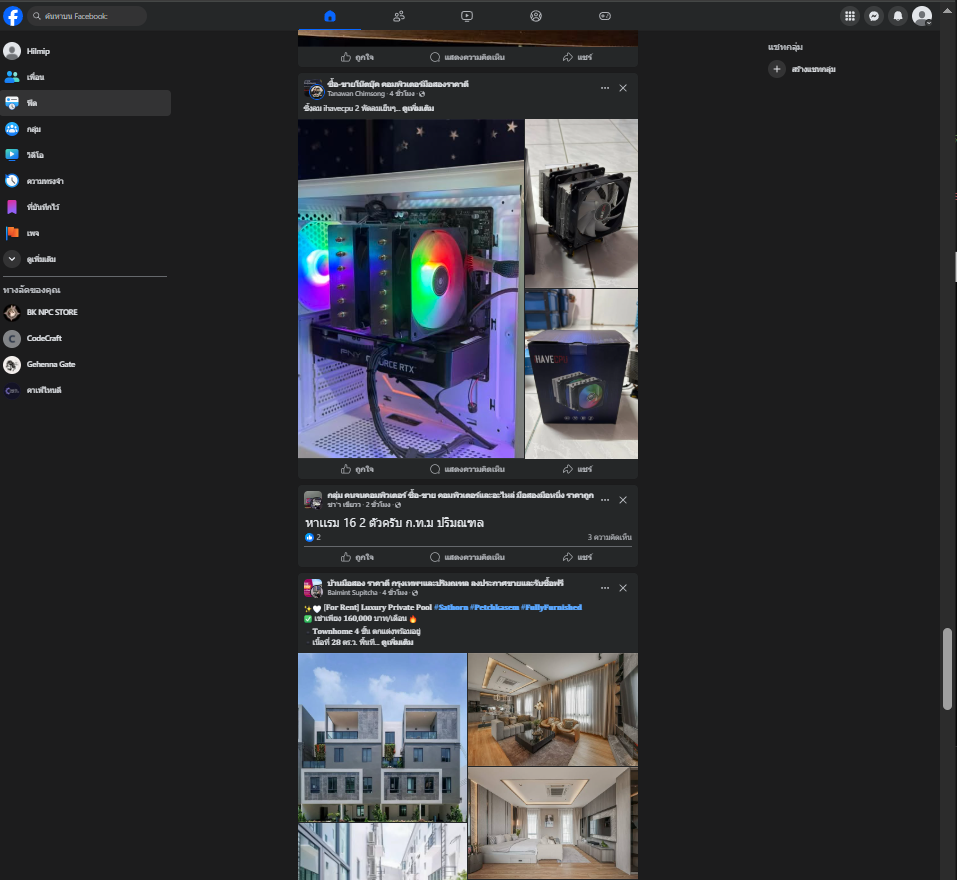 ค้นหาบน Facebook
Hilmip
เพื่อน
ฟีด
กลุ่ม
วิดีโอ
ความทรงจำ
ที่บันทึกไว้
เพจ
ดูเพิ่มเติม
ทางลัดของคุณ
BK NPC STORE
CodeCraft
Gehenna Gate
คาเฟ่ไทนดี
ถูกใจ
แสดงความคิดเห็น
แชร์
ซื้อ-ขายโน๊ตบุ๊ค คอมพิวเตอร์มือสองราคาดี
Tanawan Chimsong · 4 ชั่วโมง ·
ซิ้งลม ihavecpu 2 พัดลมเย็นๆ... ดูเพิ่มเติม
PNY GEFORCE RTX
HAVECPU
ถูกใจ
แสดงความคิดเห็น
แชร์
กลุ่ม คนจนคอมพิวเตอร์ ซื้อ-ขาย คอมพิวเตอร์และอะไหล่ มือสองมือหนึ่ง ราคาถูก
ชา'า เขียวว · 2 ชั่วโมง ·
หาแรม 16 2 ตัวครับ ก.ท.ม ปริมณฑล
2
3 ความคิดเห็น
ถูกใจ
แสดงความคิดเห็น
แชร์
บ้านมือสอง ราคาดี กรุงเทพฯและปริมณฑล ลงประกาศขายและรับซื้อฟรี
Baimint Supitcha · 4 ชั่วโมง ·
✨🤍 [For Rent] Luxury Private Pool #Sathorn #Petchkasem #FullyFurnished
✅ เช่าเพียง 160,000 บาท/เดือน 🔥
Townhome 4 ชั้น ตกแต่งพร้อมอยู่
เนื้อที่ 28 ตร.ว. พื้นที่... ดูเพิ่มเติม
แชทกลุ่ม
สร้างแชทกลุ่ม